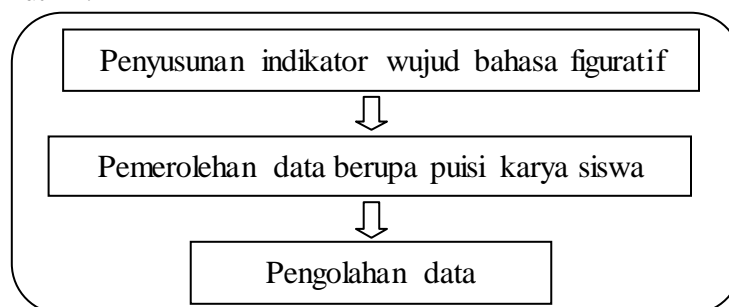 Penyusunan indikator wujud bahasa figuratif
Pemerolehan data berupa puisi karya siswa
Pengolahan data